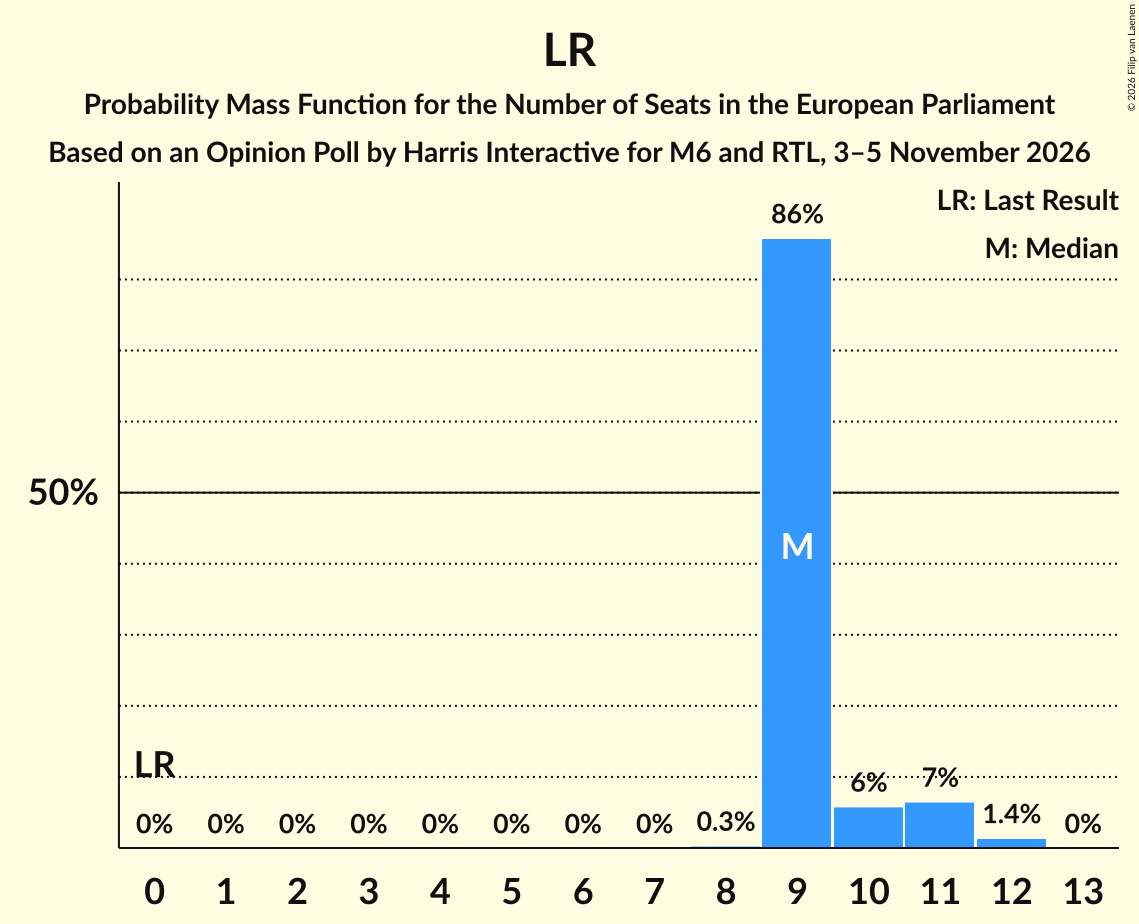 LR
Probability Mass Function for the Number of Seats in the European Parliament
Based on an Opinion Poll by Harris Interactive for M6 and RTL, 3–5 November 2026
© 2026 Filip van Laenen
LR: Last Result
M: Median
86%
50%
M
LR
0% 0% 0% 0% 0% 0% 0% 0% 0.3% 6% 7% 1.4% 0%
0 1 2 3 4 5 6 7 8 9 10 11 12 13